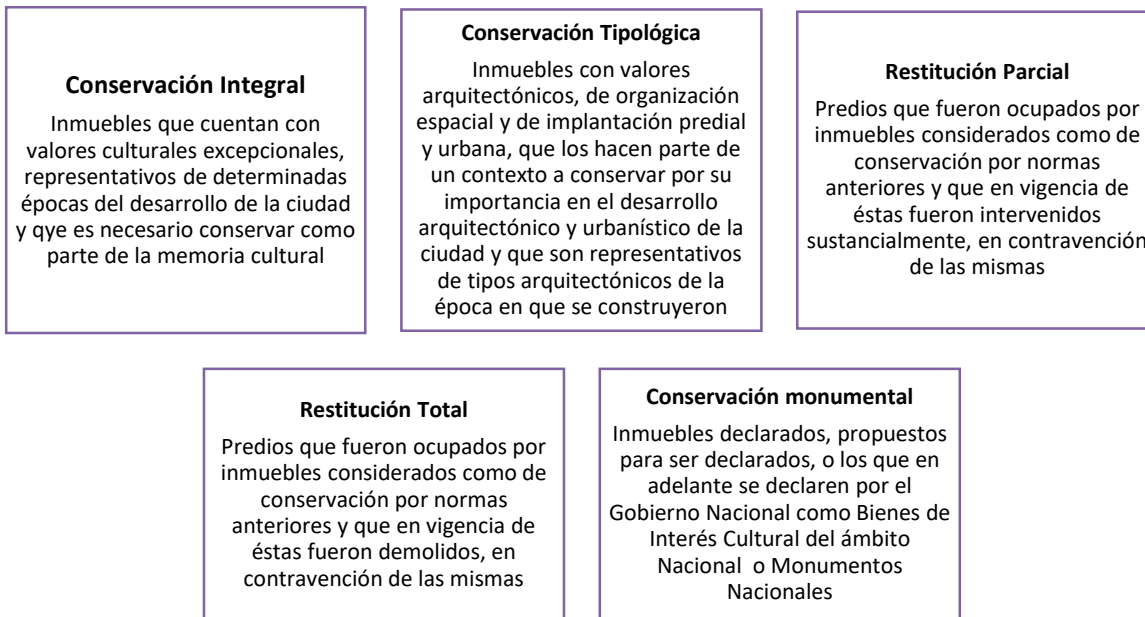 Conservación Integral
Inmuebles que cuentan con
valores culturales excepcionales,
representativos de determinadas
épocas del desarrollo de la ciudad
y qye es necesario conservar como
parte de la memoria cultural
Conservación Tipológica
Inmuebles con valores
arquitectónicos, de organización
espacial y de implantación predial
y urbana, que los hacen parte de
un contexto a conservar por su
importancia en el desarrollo
arquitectónico y urbanístico de la
ciudad y que son representativos
de tipos arquitectónicos de la
época en que se construyeron
Restitución Parcial
Predios que fueron ocupados por
inmuebles considerados como de
conservación por normas
anteriores y que en vigencia de
éstas fueron intervenidos
sustancialmente, en contravención
de las mismas
Restitución Total
Predios que fueron ocupados por
inmuebles considerados como de
conservación por normas
anteriores y que en vigencia de
éstas fueron demolidos, en
contravención de las mismas
Conservación monumental
Inmuebles declarados, propuestos
para ser declarados, o los que en
adelante se declaren por el
Gobierno Nacional como Bienes de
Interés Cultural del ámbito
Nacional o Monumentos
Nacionales